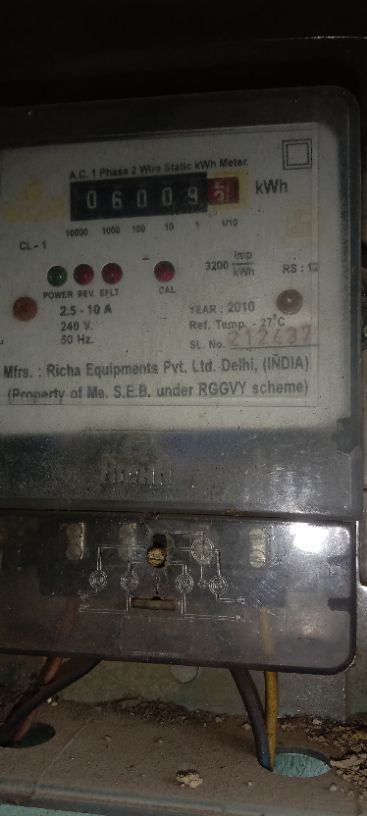 A.C. 1 Phase 2 Wire Static kWh Meter.
06009 kWh
10000 1000 100 10 1 1/10
CL-1
3200 imp/kWh
POWER REV. EFLT CAL
2.5 - 10 A
YEAR : 2010
240 V.
Ref. Temp. - 27°C
50 Hz.
SL. No. 212437
Mfrs. : Richa Equipments Pvt. Ltd. Delhi, (INDIA)
(Property of Me. S.E.B. under RGGVY scheme)